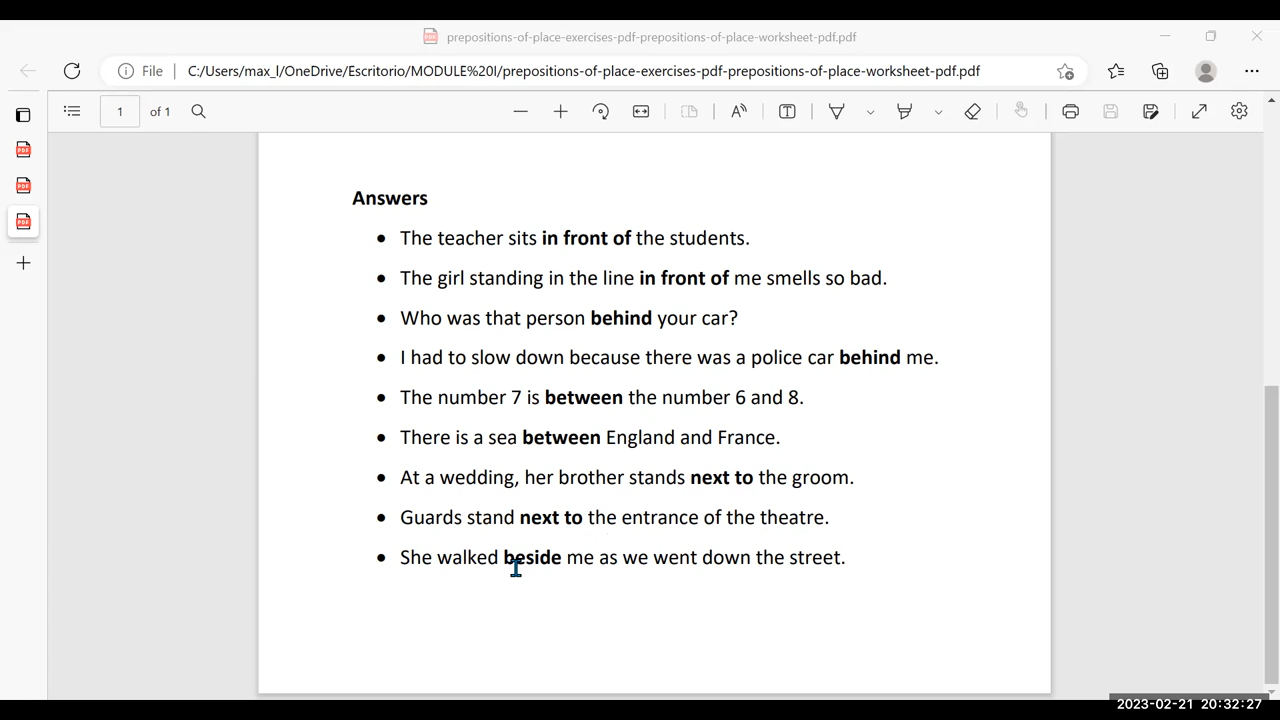 prepositions-of-place-exercises-pdf-prepositions-of-place-worksheet-pdf.pdf
File C:/Users/max_l/OneDrive/Escritorio/MODULE%20I/prepositions-of-place-exercises-pdf-prepositions-of-place-worksheet-pdf.pdf
1 of 1
Answers
• The teacher sits in front of the students.
• The girl standing in the line in front of me smells so bad.
• Who was that person behind your car?
• I had to slow down because there was a police car behind me.
• The number 7 is between the number 6 and 8.
• There is a sea between England and France.
• At a wedding, her brother stands next to the groom.
• Guards stand next to the entrance of the theatre.
• She walked beside me as we went down the street.
2023-02-21 20:32:27